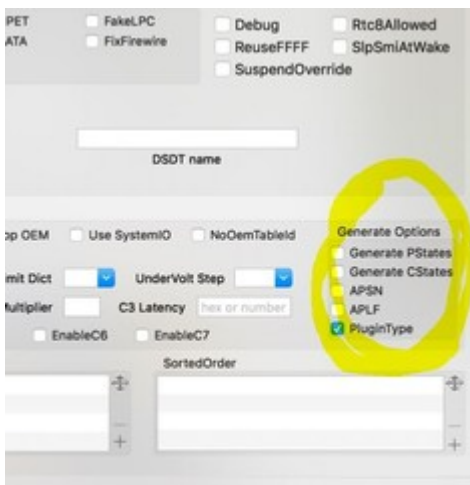 PET FakeLPC Debug Rtc8Allowed
ATA FixFirewire ReuseFFFF SlpSmiAtWake
SuspendOverride
DSDT name
op OEM Use SystemIO NoOemTableId Generate Options
Generate PStates
mit Dict UnderVolt Step Generate CStates
APSN
Multiplier C3 Latency hex or number APLF
EnableC6 EnableC7 PluginType
SortedOrder